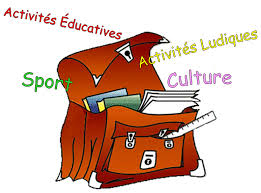 Activités Éducatives
Activités Ludiques
Sport
Culture